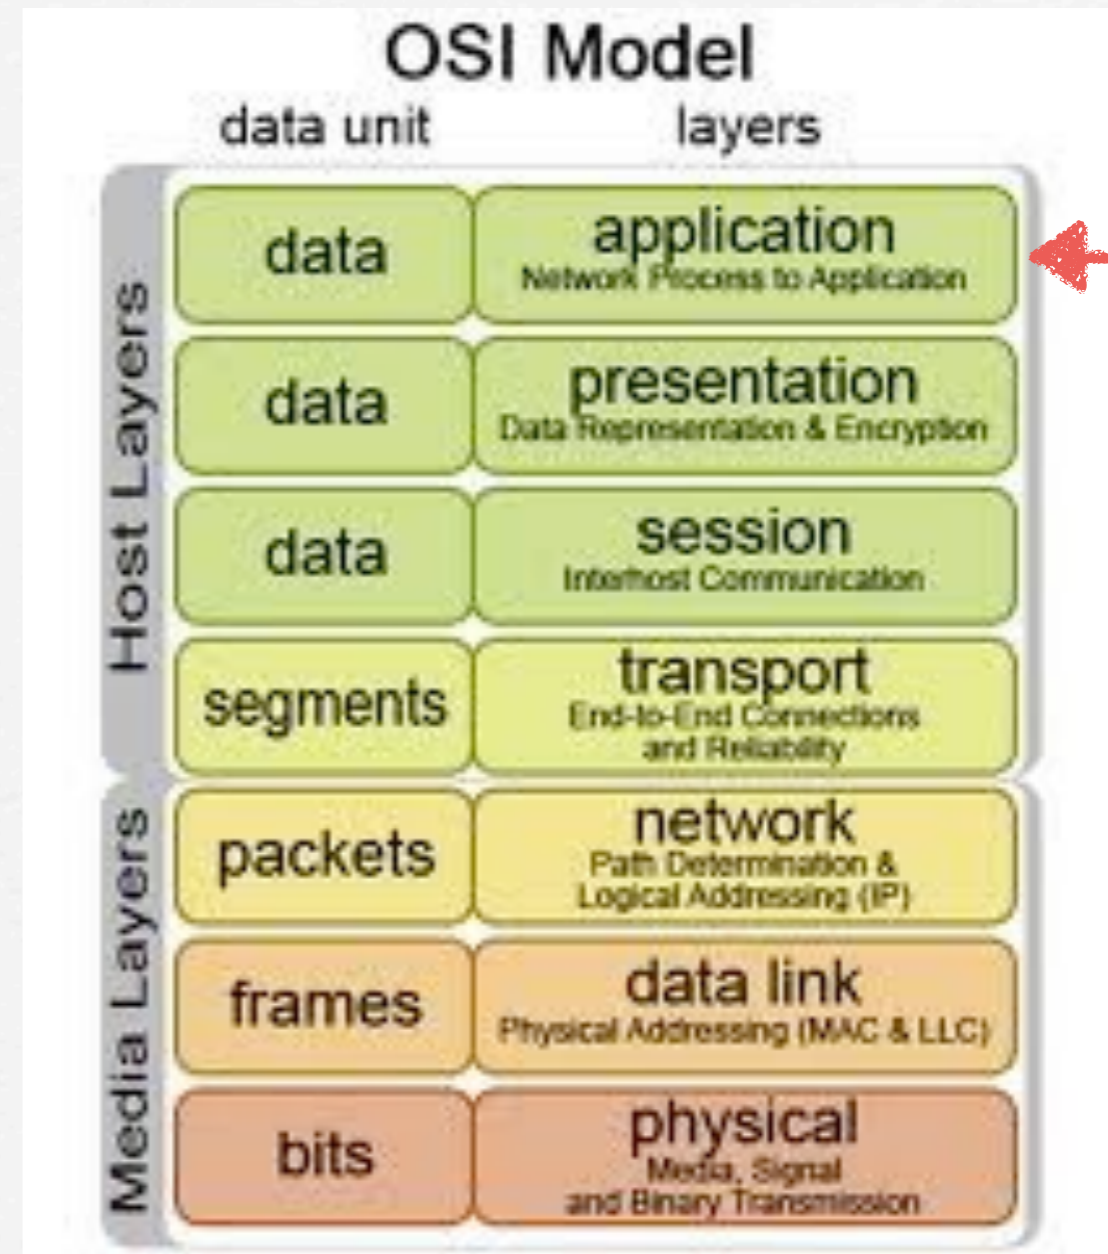 OSI Model
data unit
layers
Host Layers
data
application
Network Process to Application
data
presentation
Data Representation & Encryption
data
session
Interhost Communication
segments
transport
End-to-End Connections
and Reliability
Media Layers
packets
network
Path Determination &
Logical Addressing (IP)
frames
data link
Physical Addressing (MAC & LLC)
bits
physical
Media, Signal
and Binary Transmission